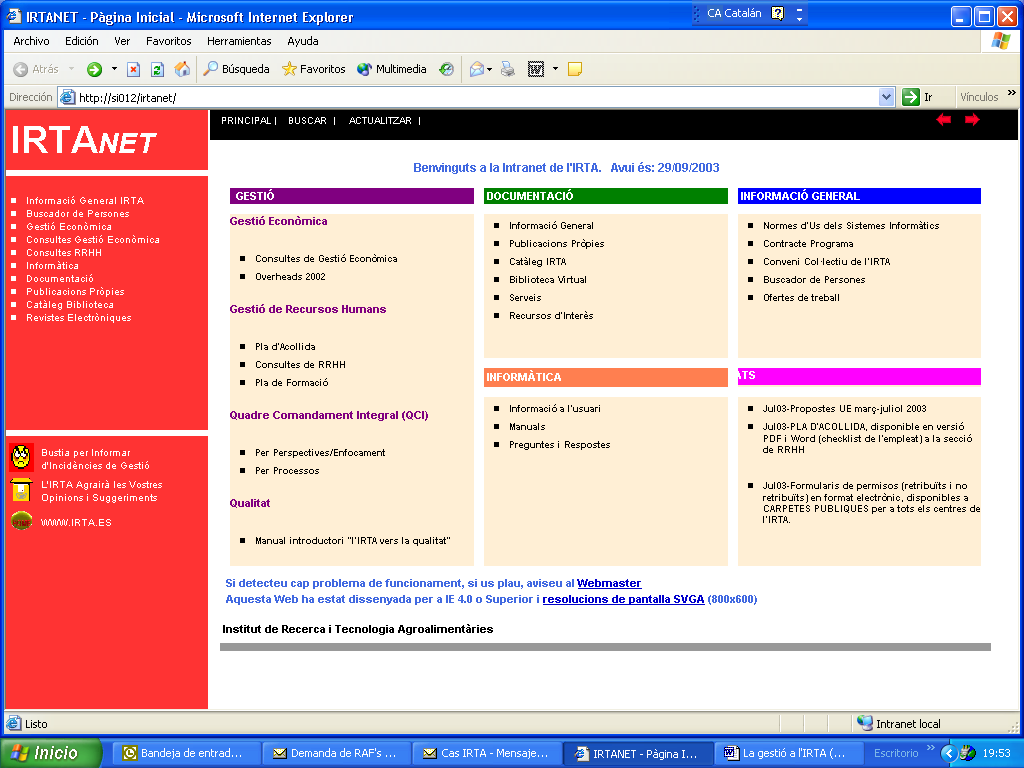 IRTANET - Pàgina Inicial - Microsoft Internet Explorer
CA Catalán
Archivo Edición Ver Favoritos Herramientas Ayuda
Atrás Búsqueda Favoritos Multimedia
Dirección http://si012/irtanet/ Ir Vínculos »
IRTANET
PRINCIPAL | BUSCAR | ACTUALITZAR |
Benvinguts a la Intranet de l'IRTA. Avui és: 29/09/2003
Informació General IRTA
Buscador de Persones
Gestió Econòmica
Consultes Gestió Econòmica
Consultes RRHH
Informàtica
Documentació
Publicacions Pròpies
Catàleg Biblioteca
Revistes Electròniques
Bustia per Informar
d'Incidències de Gestió
L'IRTA Agrairà les Vostres
Opinions i Suggeriments
WWW.IRTA.ES
GESTIÓ
Gestió Econòmica
Consultes de Gestió Econòmica
Overheads 2002
Gestió de Recursos Humans
Pla d'Acollida
Consultes de RRHH
Pla de Formació
Quadre Comandament Integral (QCI)
Per Perspectives/Enfocament
Per Processos
Qualitat
Manual introductori "l'IRTA vers la qualitat"
DOCUMENTACIÓ
Informació General
Publicacions Pròpies
Catàleg IRTA
Biblioteca Virtual
Serveis
Recursos d'Interès
INFORMÀTICA
Informació a l'usuari
Manuals
Preguntes i Respostes
INFORMACIÓ GENERAL
Normes d'Us dels Sistemes Informàtics
Contracte Programa
Conveni Col·lectiu de l'IRTA
Buscador de Persones
Ofertes de treball
ATS
Jul03-Propostes UE març-juliol 2003
Jul03-PLA D'ACOLLIDA, disponible en versió
PDF i Word (checklist de l'empleat) a la secció
de RRHH
Jul03-Formularis de permisos (retribuïts i no
retribuïts) en format electrònic, disponibles a
CARPETES PUBLIQUES per a tots els centres de
l'IRTA.
Si detecteu cap problema de funcionament, si us plau, aviseu al Webmaster
Aquesta Web ha estat dissenyada per a IE 4.0 o Superior i resolucions de pantalla SVGA (800x600)
Institut de Recerca i Tecnologia Agroalimentàries
Listo
Intranet local
Inicio
Bandeja de entrad...
Demanda de RAF's ...
Cas IRTA - Mensaje...
IRTANET - Pàgina I...
La gestió a l'IRTA (...
Escritorio »
19:53